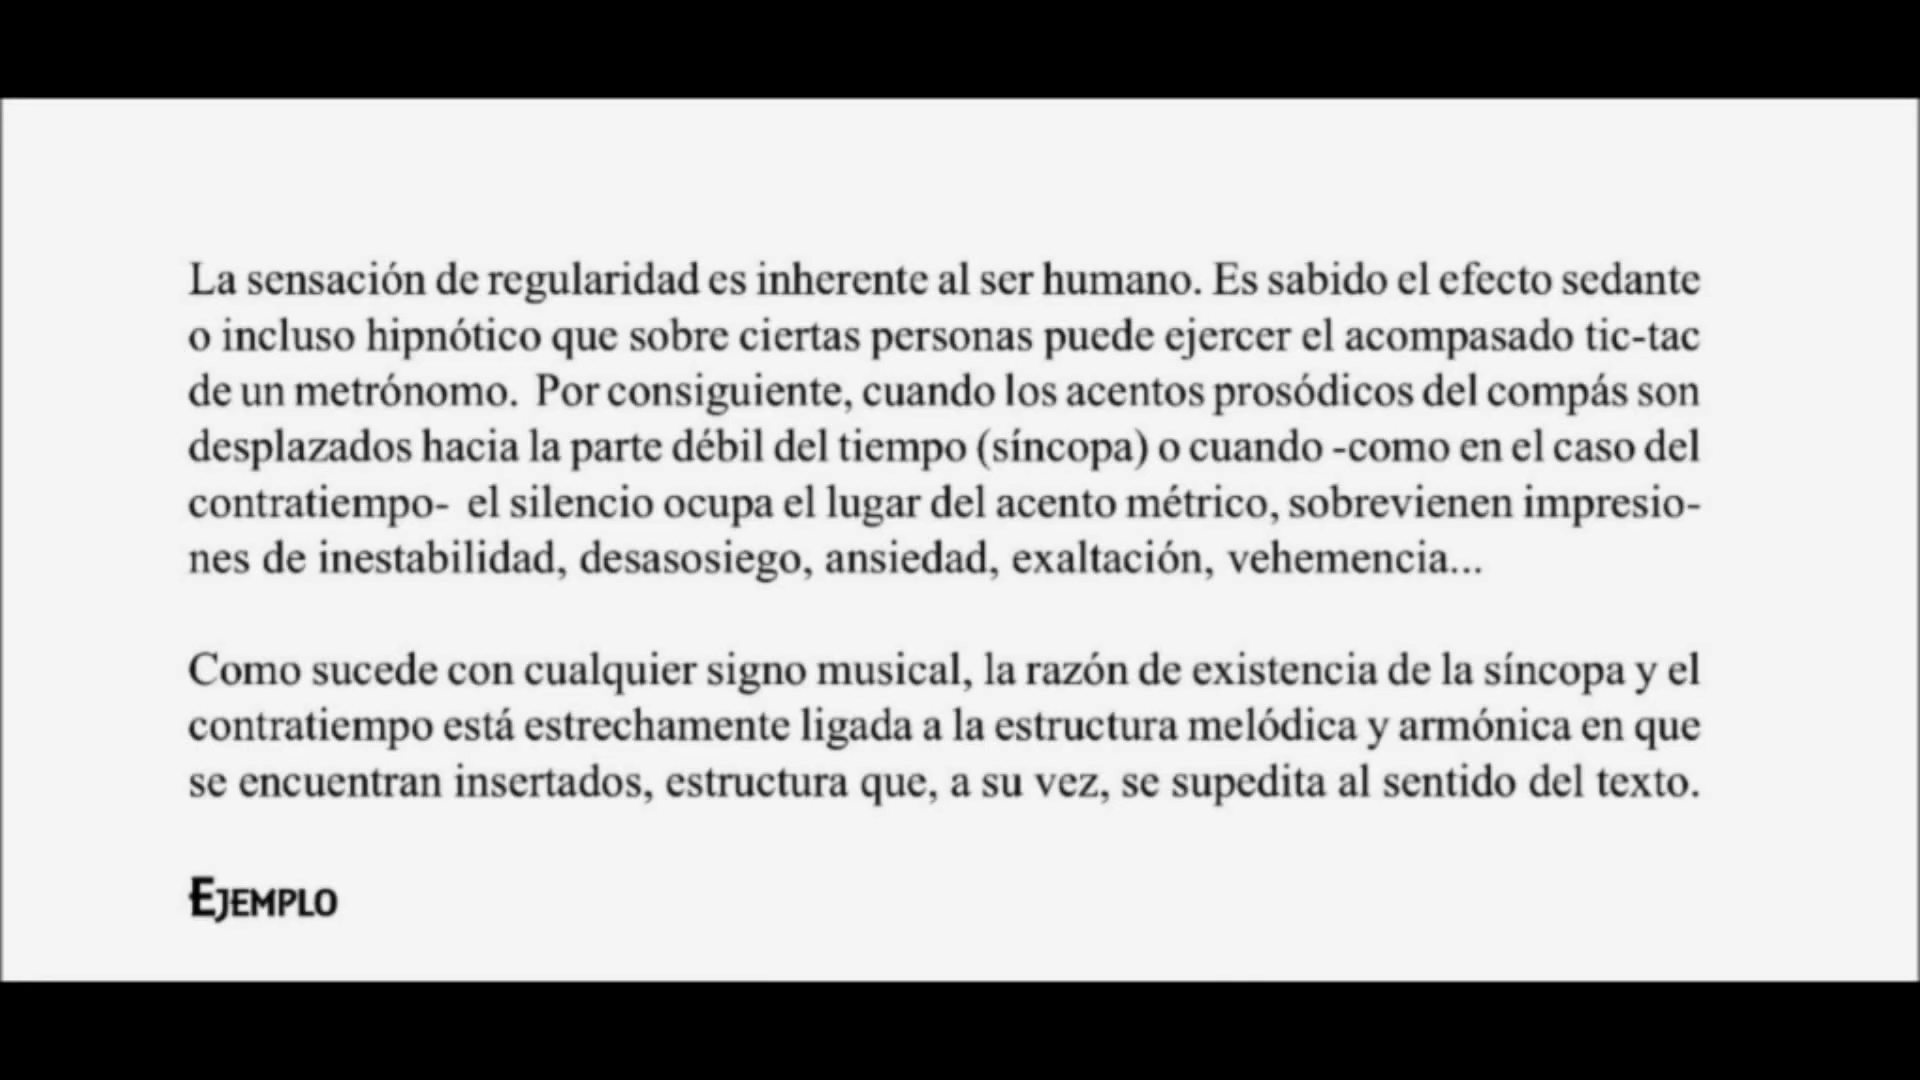 La sensación de regularidad es inherente al ser humano. Es sabido el efecto sedante
o incluso hipnótico que sobre ciertas personas puede ejercer el acompasado tic-tac
de un metrónomo. Por consiguiente, cuando los acentos prosódicos del compás son
desplazados hacia la parte débil del tiempo (síncopa) o cuando -como en el caso del
contratiempo- el silencio ocupa el lugar del acento métrico, sobrevienen impresio-
nes de inestabilidad, desasosiego, ansiedad, exaltación, vehemencia...
Como sucede con cualquier signo musical, la razón de existencia de la síncopa y el
contratiempo está estrechamente ligada a la estructura melódica y armónica en que
se encuentran insertados, estructura que, a su vez, se supedita al sentido del texto.
EJEMPLO